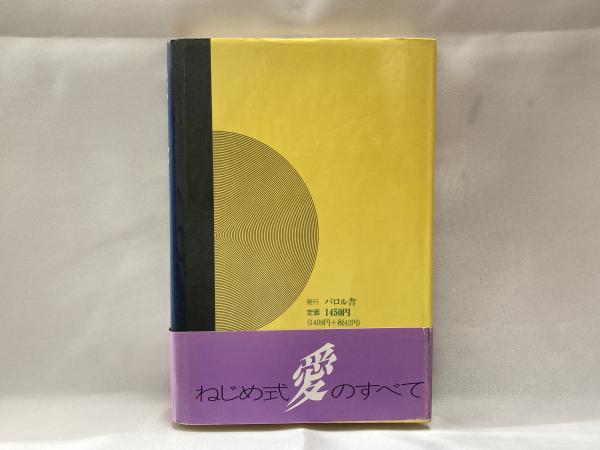 発行 パロル舎
定価 1450円
(1408円+税42円)
ねじめ式愛のすべて